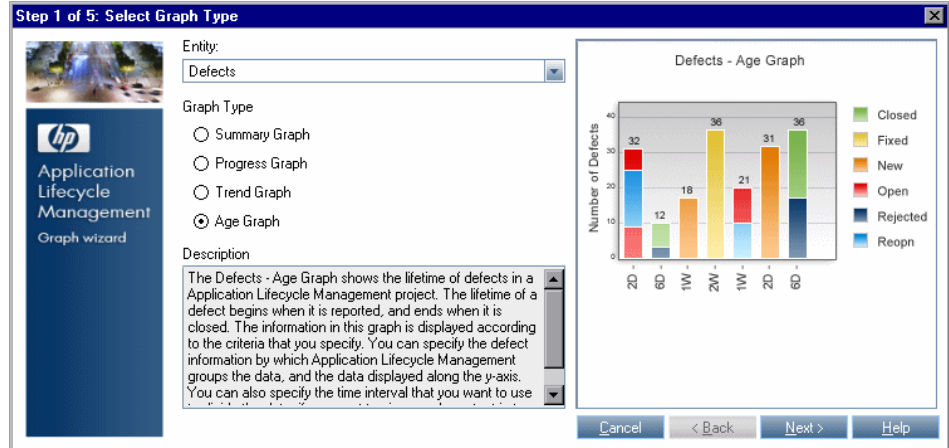 Step 1 of 5: Select Graph Type
hp
Application
Lifecycle
Management
Graph wizard
Entity:
Defects
Graph Type
Summary Graph
Progress Graph
Trend Graph
Age Graph
Description
The Defects - Age Graph shows the lifetime of defects in a
Application Lifecycle Management project. The lifetime of a
defect begins when it is reported, and ends when it is
closed. The information in this graph is displayed according
to the criteria that you specify. You can specify the defect
information by which Application Lifecycle Management
groups the data, and the data displayed along the y-axis.
You can also specify the time interval that you want to use
Defects - Age Graph
Number of Defects
40
30
20
10
0
32
12
18
36
21
31
36
2D
6D
1W
2W
1W
2D
6D
Closed
Fixed
New
Open
Rejected
Reopn
Cancel
< Back
Next >
Help